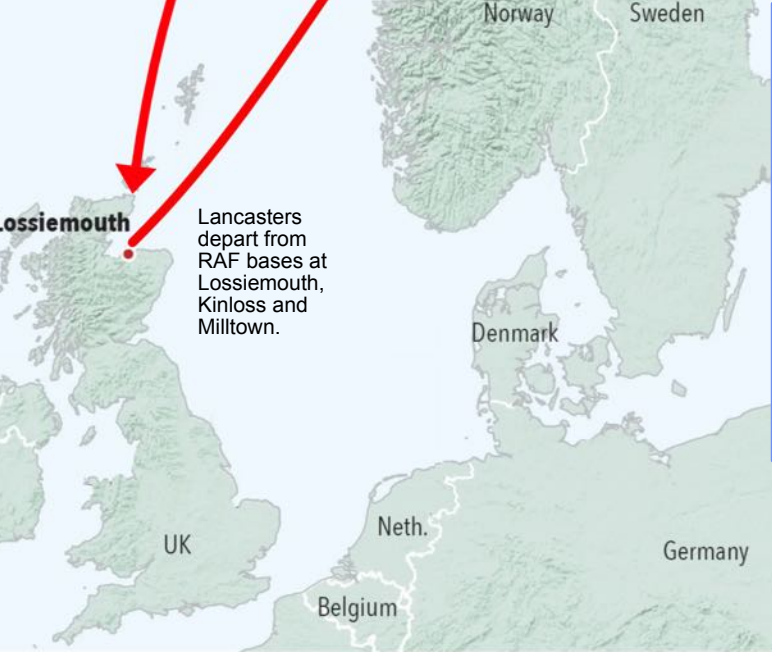 Norway
Sweden
Lossiemouth
Lancasters
depart from
RAF bases at
Lossiemouth,
Kinloss and
Milltown.
Denmark
Neth.
UK
Germany
Belgium